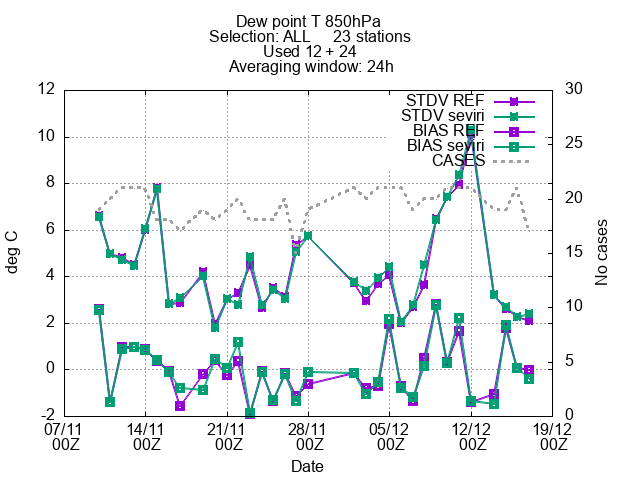 Dew point T 850hPa
Selection: ALL 23 stations
Used 12 + 24
Averaging window: 24h
STDV REF
STDV seviri
BIAS REF
BIAS seviri
CASES
12
10
8
6
4
2
0
-2
30
25
20
15
10
5
0
deg C
No cases
07/11 14/11 21/11 28/11 05/12 12/12 19/12
00Z 00Z 00Z 00Z 00Z 00Z 00Z
Date